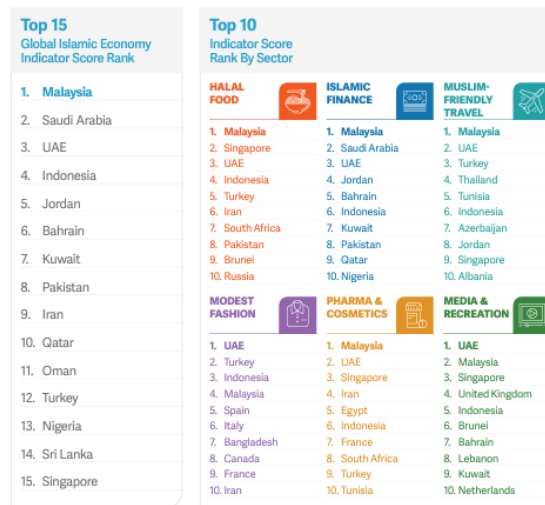 Top 15
Global Islamic Economy
Indicator Score Rank
1. Malaysia
2. Saudi Arabia
3. UAE
4. Indonesia
5. Jordan
6. Bahrain
7. Kuwait
8. Pakistan
9. Iran
10. Qatar
11. Oman
12. Turkey
13. Nigeria
14. Sri Lanka
15. Singapore
Top 10
Indicator Score
Rank By Sector
HALAL
FOOD
1. Malaysia
2. Singapore
3. UAE
4. Indonesia
5. Turkey
6. Iran
7. South Africa
8. Pakistan
9. Brunei
10. Russia
ISLAMIC
FINANCE
1. Malaysia
2. Saudi Arabia
3. UAE
4. Jordan
5. Bahrain
6. Indonesia
7. Kuwait
8. Pakistan
9. Qatar
10. Nigeria
MUSLIM-
FRIENDLY
TRAVEL
1. Malaysia
2. UAE
3. Turkey
4. Thailand
5. Tunisia
6. Indonesia
7. Azerbaijan
8. Jordan
9. Singapore
10. Albania
MODEST
FASHION
1. UAE
2. Turkey
3. Indonesia
4. Malaysia
5. Spain
6. Italy
7. Bangladesh
8. Canada
9. France
10. Iran
PHARMA &
COSMETICS
1. Malaysia
2. UAE
3. Singapore
4. Iran
5. Egypt
6. Indonesia
7. France
8. South Africa
9. Turkey
10. Tunisia
MEDIA &
RECREATION
1. UAE
2. Malaysia
3. Singapore
4. United Kingdom
5. Indonesia
6. Brunei
7. Bahrain
8. Lebanon
9. Kuwait
10. Netherlands